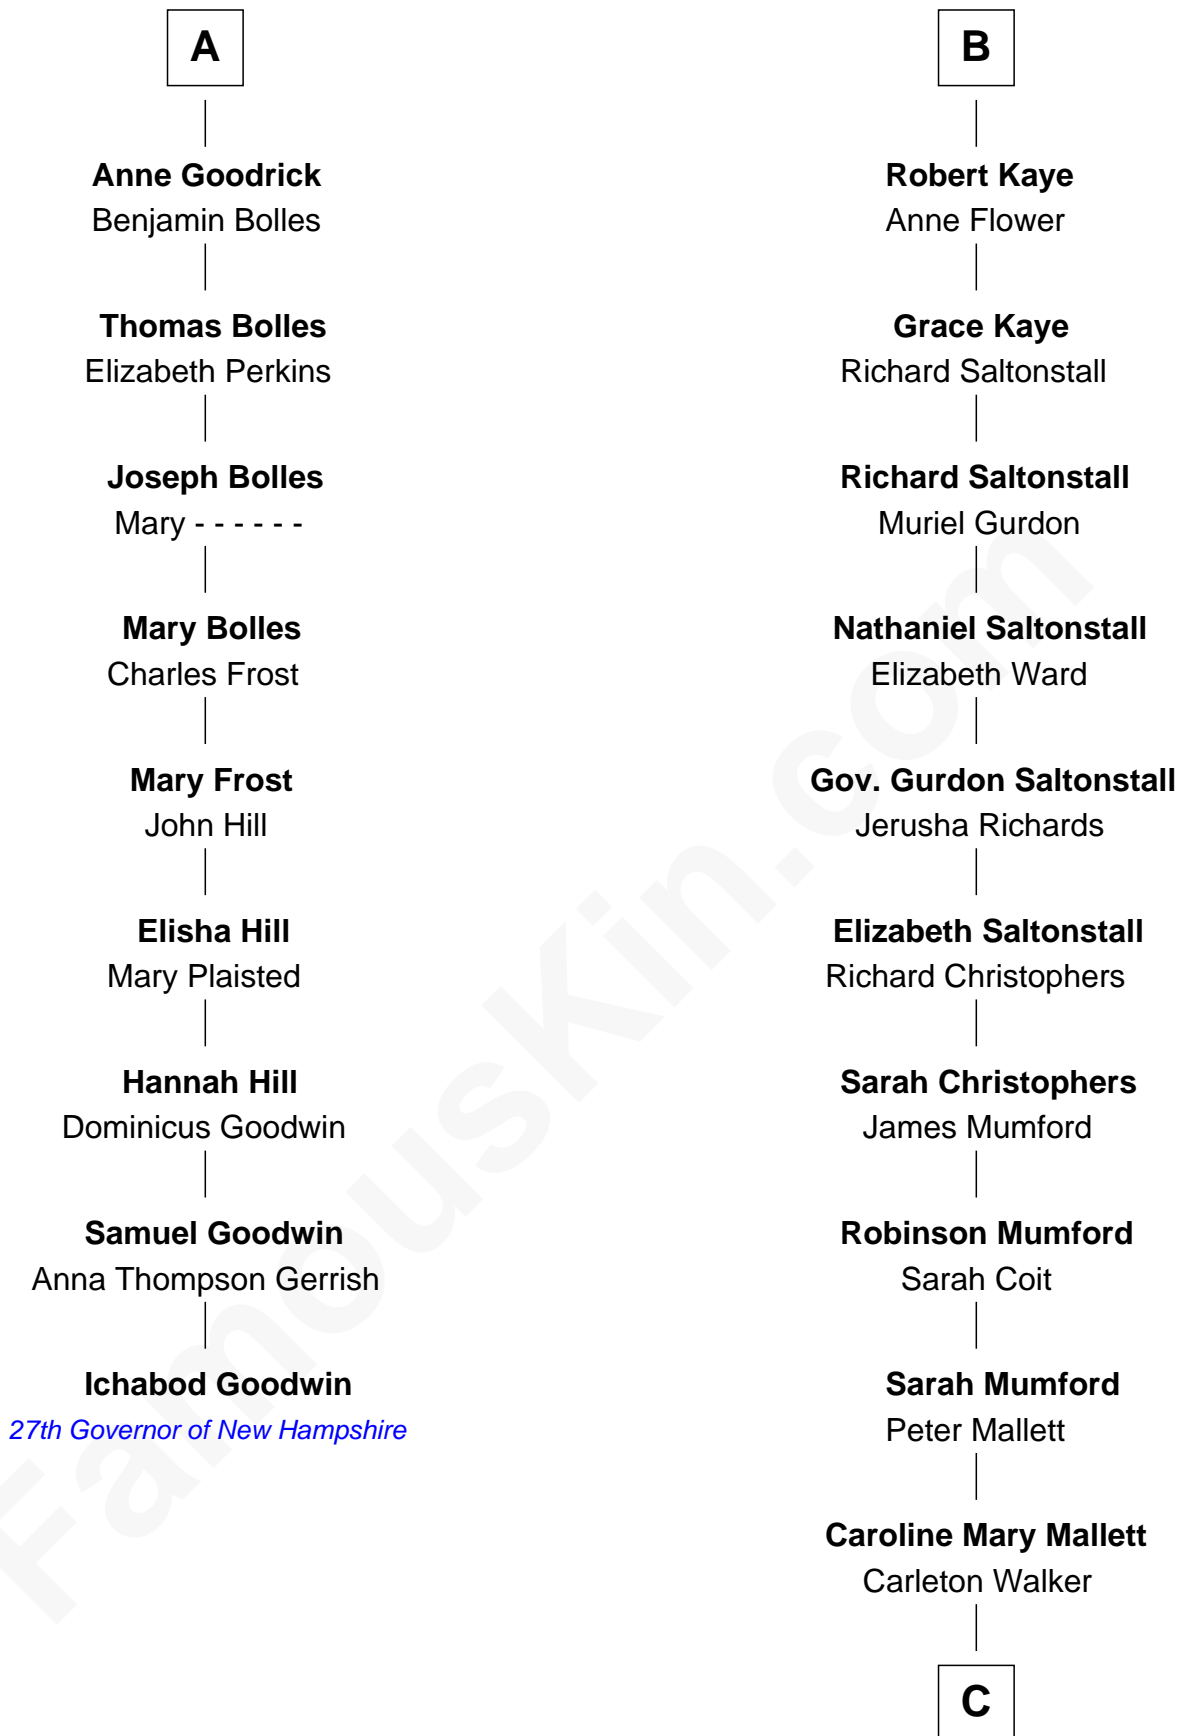 A
Anne Goodrick
Benjamin Bolles
Thomas Bolles
Elizabeth Perkins
Joseph Bolles
Mary - - - - - -
Mary Bolles
Charles Frost
Mary Frost
John Hill
Elisha Hill
Mary Plaisted
Hannah Hill
Dominicus Goodwin
Samuel Goodwin
Anna Thompson Gerrish
Ichabod Goodwin
27th Governor of New Hampshire
B
Robert Kaye
Anne Flower
Grace Kaye
Richard Saltonstall
Richard Saltonstall
Muriel Gurdon
Nathaniel Saltonstall
Elizabeth Ward
Gov. Gurdon Saltonstall
Jerusha Richards
Elizabeth Saltonstall
Richard Christophers
Sarah Christophers
James Mumford
Robinson Mumford
Sarah Coit
Sarah Mumford
Peter Mallett
Caroline Mary Mallett
Carleton Walker
C
FamousKin.com